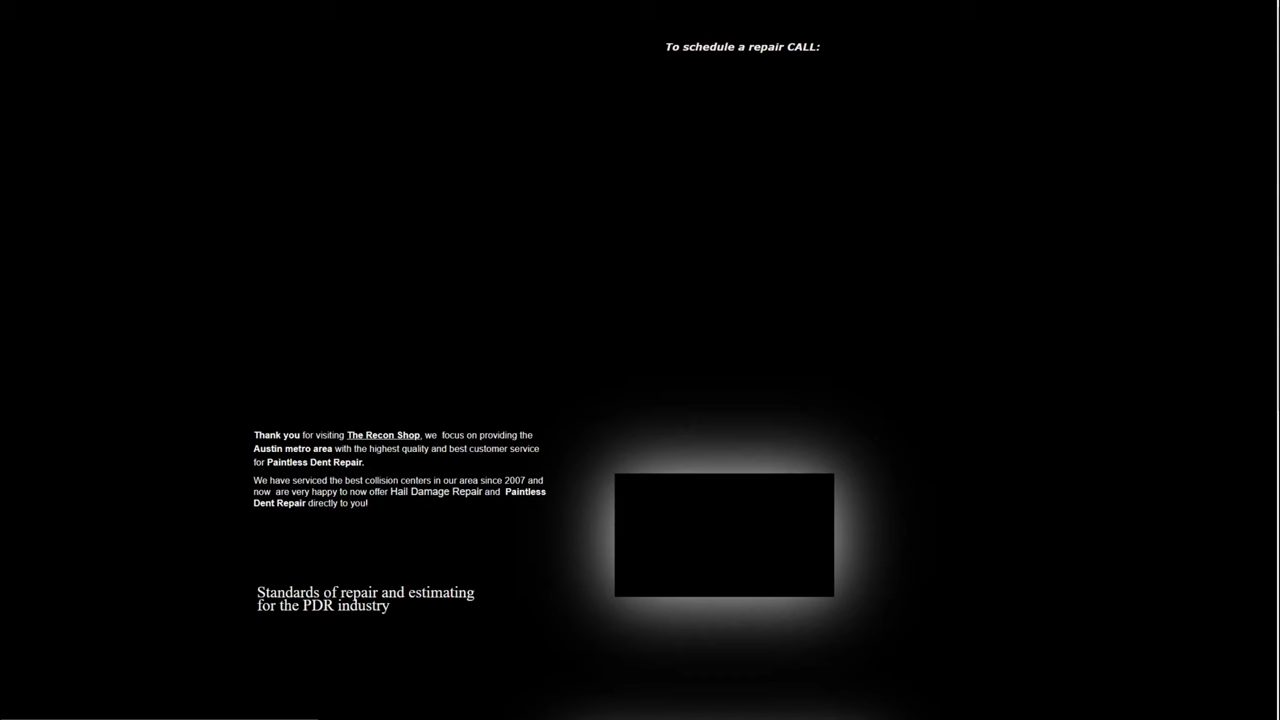 To schedule a repair CALL:
Thank you for visiting The Recon Shop, we  focus on providing the
Austin metro area with the highest quality and best customer service
for Paintless Dent Repair.
We have serviced the best collision centers in our area since 2007 and
now  are very happy to now offer Hail Damage Repair and  Paintless
Dent Repair directly to you!
Standards of repair and estimating
for the PDR industry